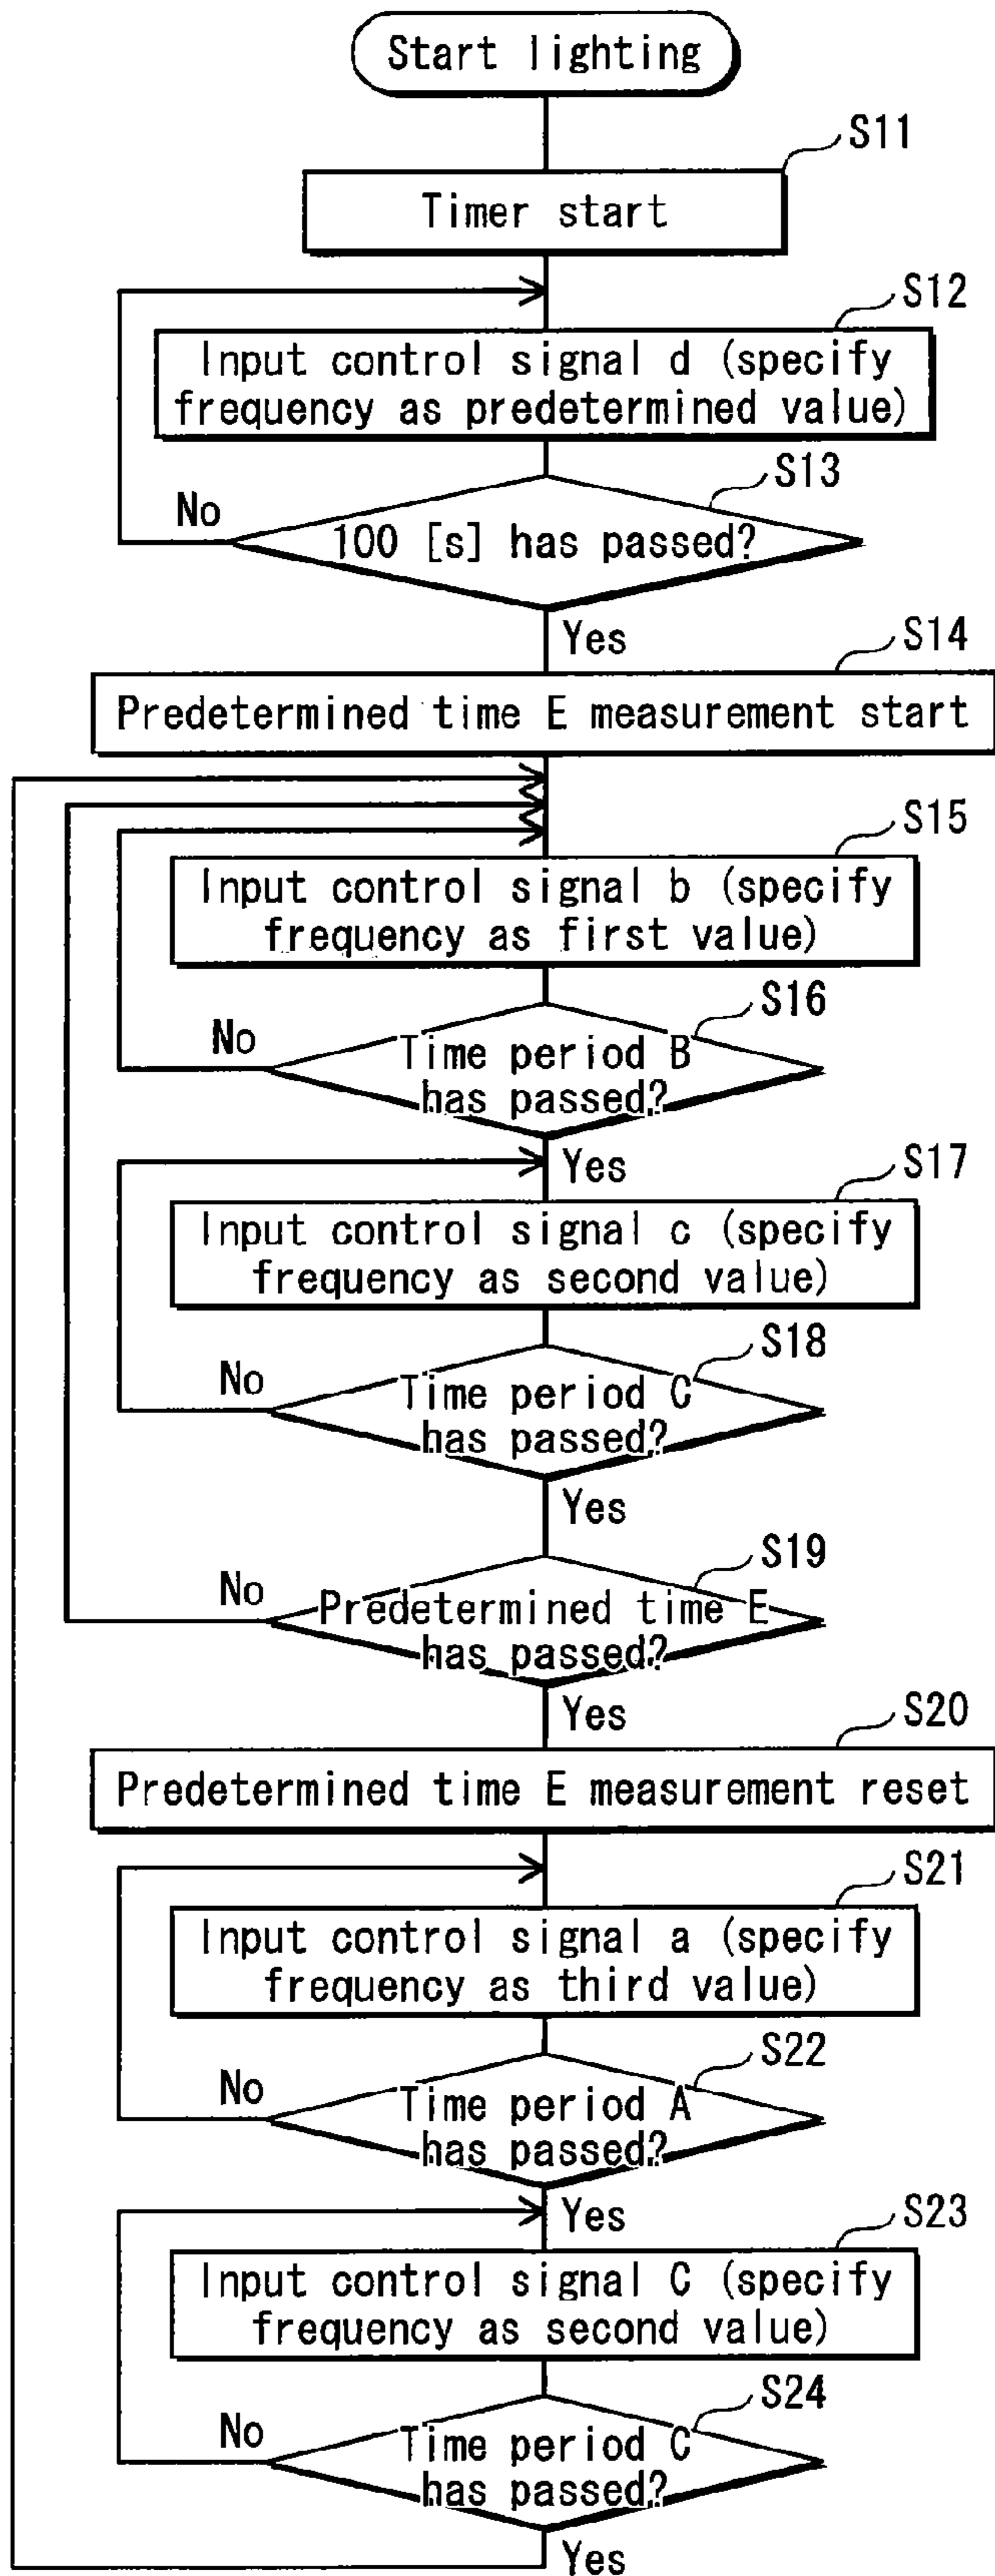 Start lighting
S11
Timer start
S12
Input control signal d (specify
frequency as predetermined value)
S13
No
100 [s] has passed?
Yes
S14
Predetermined time E measurement start
S15
Input control signal b (specify
frequency as first value)
S16
No
Time period B
has passed?
Yes
S17
Input control signal c (specify
frequency as second value)
S18
No
Time period C
has passed?
Yes
S19
No
Predetermined time E
has passed?
Yes
S20
Predetermined time E measurement reset
S21
Input control signal a (specify
frequency as third value)
S22
No
Time period A
has passed?
Yes
S23
Input control signal C (specify
frequency as second value)
S24
No
Time period C
has passed?
Yes